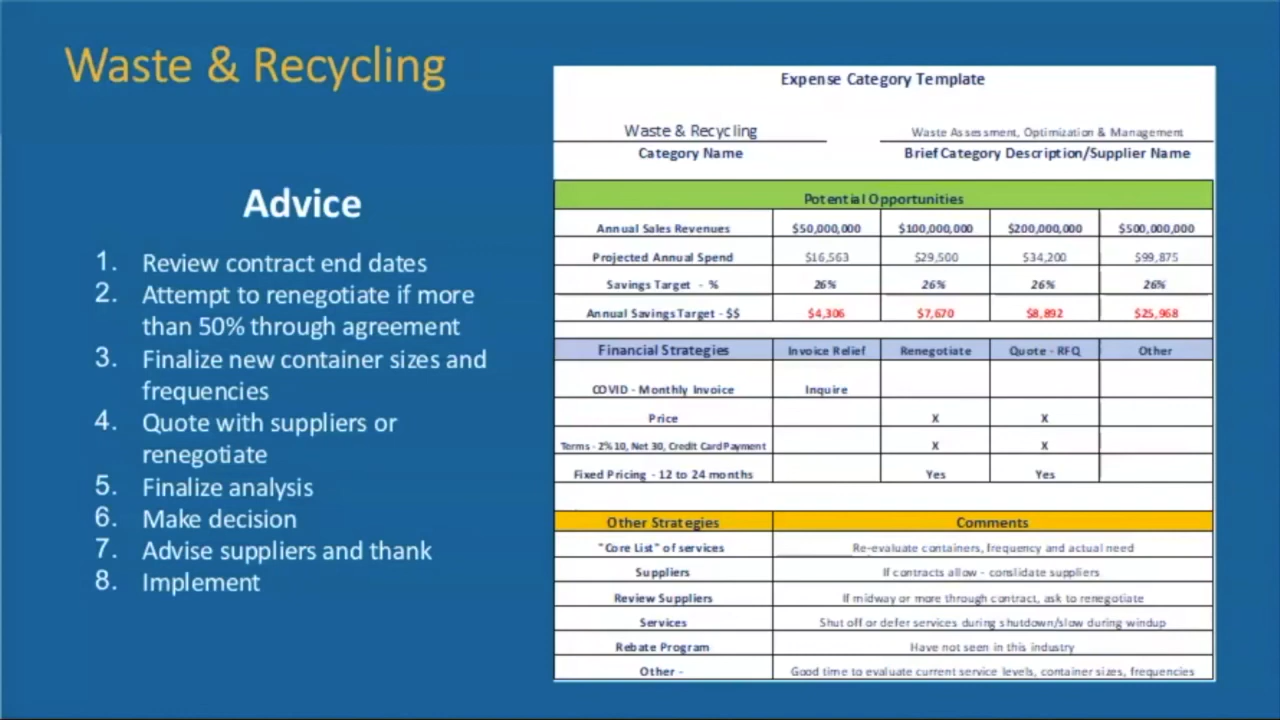 Waste & Recycling
Advice
1. Review contract end dates
2. Attempt to renegotiate if more
than 50% through agreement
3. Finalize new container sizes and
frequencies
4. Quote with suppliers or
renegotiate
5. Finalize analysis
6. Make decision
7. Advise suppliers and thank
8. Implement
Expense Category Template
Waste & Recycling Waste Assessment, Optimization & Management
Category Name Brief Category Description/Supplier Name
Potential Opportunities
Annual Sales Revenues $50,000,000 $100,000,000 $200,000,000 $500,000,000
Projected Annual Spend $16,563 $29,500 $34,200 $99,875
Savings Target - % 26% 26% 26% 26%
Annual Savings Target - $$ $4,306 $7,670 $8,892 $25,968
Financial Strategies Invoice Relief Renegotiate Quote - RFQ Other
COVID - Monthly Invoice Inquire
Price X X
Terms - 2% 10, Net 30, Credit Card Payment X X
Fixed Pricing - 12 to 24 months Yes Yes
Other Strategies Comments
"Core List" of services Re-evaluate containers, frequency and actual need
Suppliers If contracts allow - conslidate suppliers
Review Suppliers If midway or more through contract, ask to renegotiate
Services Shut off or defer services during shutdown/slow during windup
Rebate Program Have not seen in this industry
Other - Good time to evaluate current service levels, container sizes, frequencies